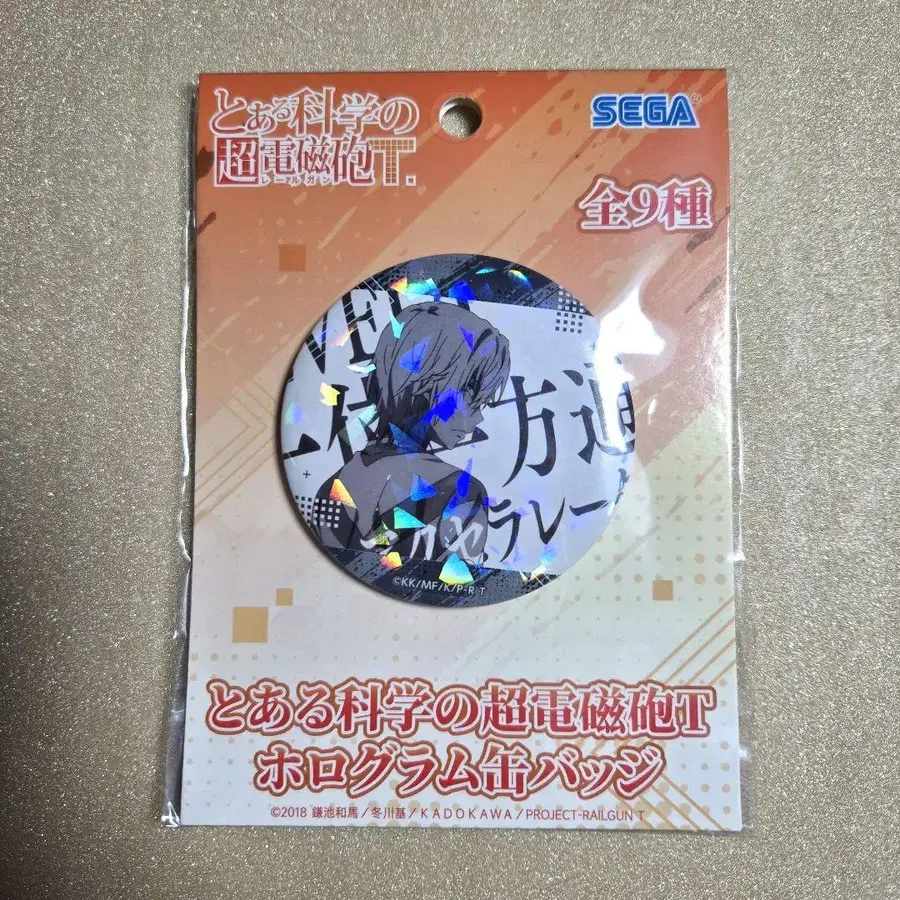 とある科学の
超電磁砲T.
レールガン
SEGA
全9種
方通
ラレータ
©KK/MF/K/P-R T
とある科学の超電磁砲T
ホログラム缶バッジ
©2018 鎌池和馬/冬川基/KADOKAWA/PROJECT-RAILGUN T